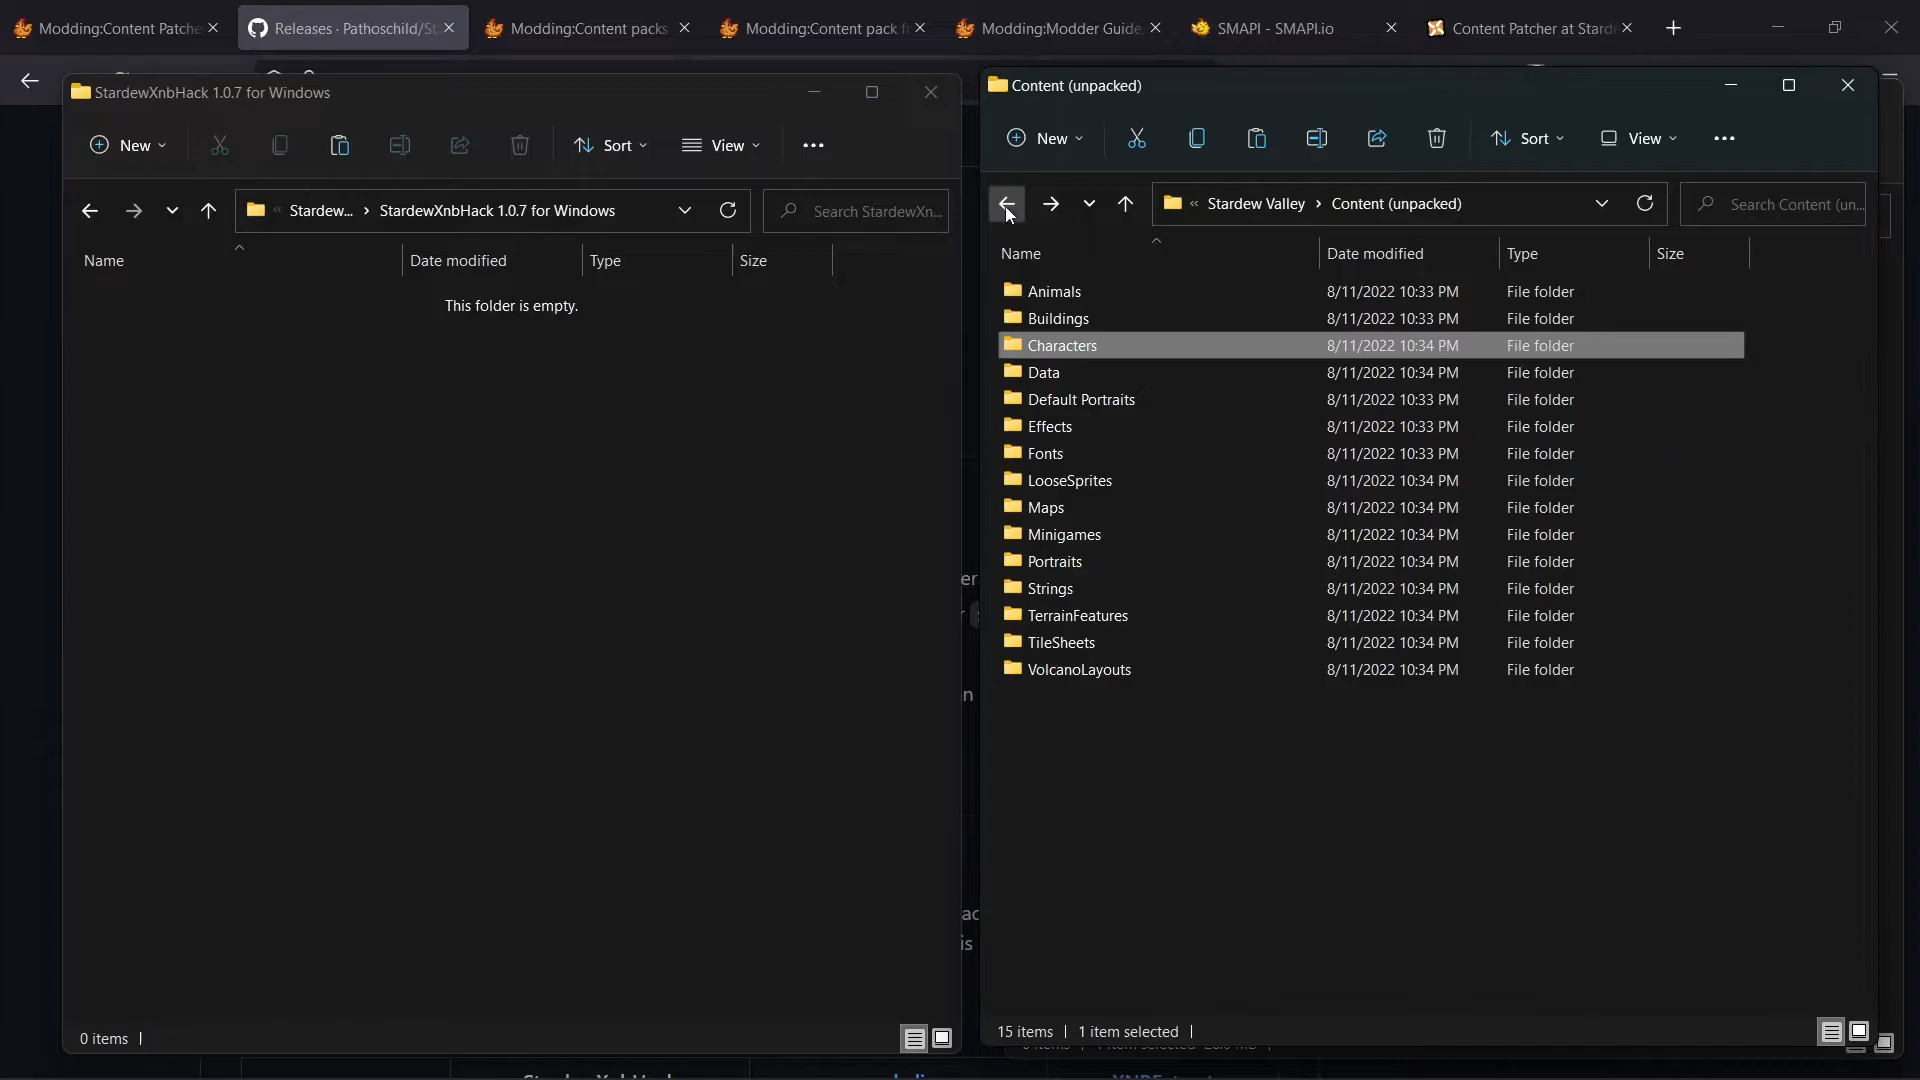 Modding:Content Patche
Releases · Pathoschild/St
Modding:Content packs
Modding:Content pack f
Modding:Modder Guide
SMAPI - SMAPI.io
Content Patcher at Starde
StardewXnbHack 1.0.7 for Windows
New
Sort
View
Stardew... › StardewXnbHack 1.0.7 for Windows
Search StardewXn...
Name
Date modified
Type
Size
This folder is empty.
0 items
Content (unpacked)
New
Sort
View
« Stardew Valley › Content (unpacked)
Search Content (un...
Name
Date modified
Type
Size
Animals 8/11/2022 10:33 PM File folder
Buildings 8/11/2022 10:33 PM File folder
Characters 8/11/2022 10:34 PM File folder
Data 8/11/2022 10:34 PM File folder
Default Portraits 8/11/2022 10:33 PM File folder
Effects 8/11/2022 10:33 PM File folder
Fonts 8/11/2022 10:33 PM File folder
LooseSprites 8/11/2022 10:34 PM File folder
Maps 8/11/2022 10:34 PM File folder
Minigames 8/11/2022 10:34 PM File folder
Portraits 8/11/2022 10:34 PM File folder
Strings 8/11/2022 10:34 PM File folder
TerrainFeatures 8/11/2022 10:34 PM File folder
TileSheets 8/11/2022 10:34 PM File folder
VolcanoLayouts 8/11/2022 10:34 PM File folder
15 items
1 item selected